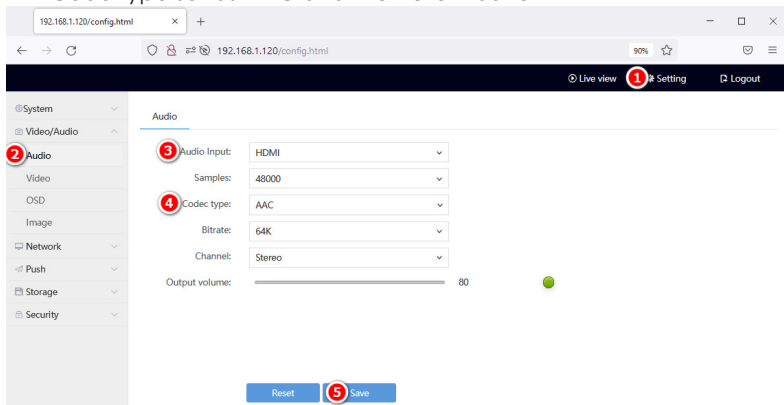 192.168.1.120/config.html
192.168.1.120/config.html 90%
Live view 1 Setting Logout
System
Video/Audio
2 Audio
Video
OSD
Image
Network
Push
Storage
Security
Audio
3 Audio Input: HDMI
Samples: 48000
4 Codec type: AAC
Bitrate: 64K
Channel: Stereo
Output volume: 80
Reset 5 Save